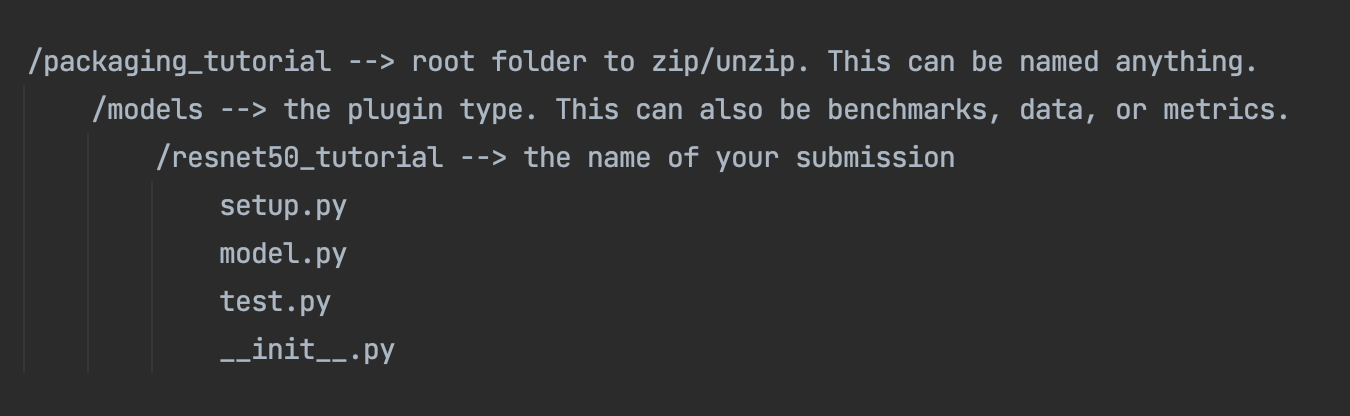 /packaging_tutorial --> root folder to zip/unzip. This can be named anything.
/models --> the plugin type. This can also be benchmarks, data, or metrics.
/resnet50_tutorial --> the name of your submission
setup.py
model.py
test.py
__init__.py